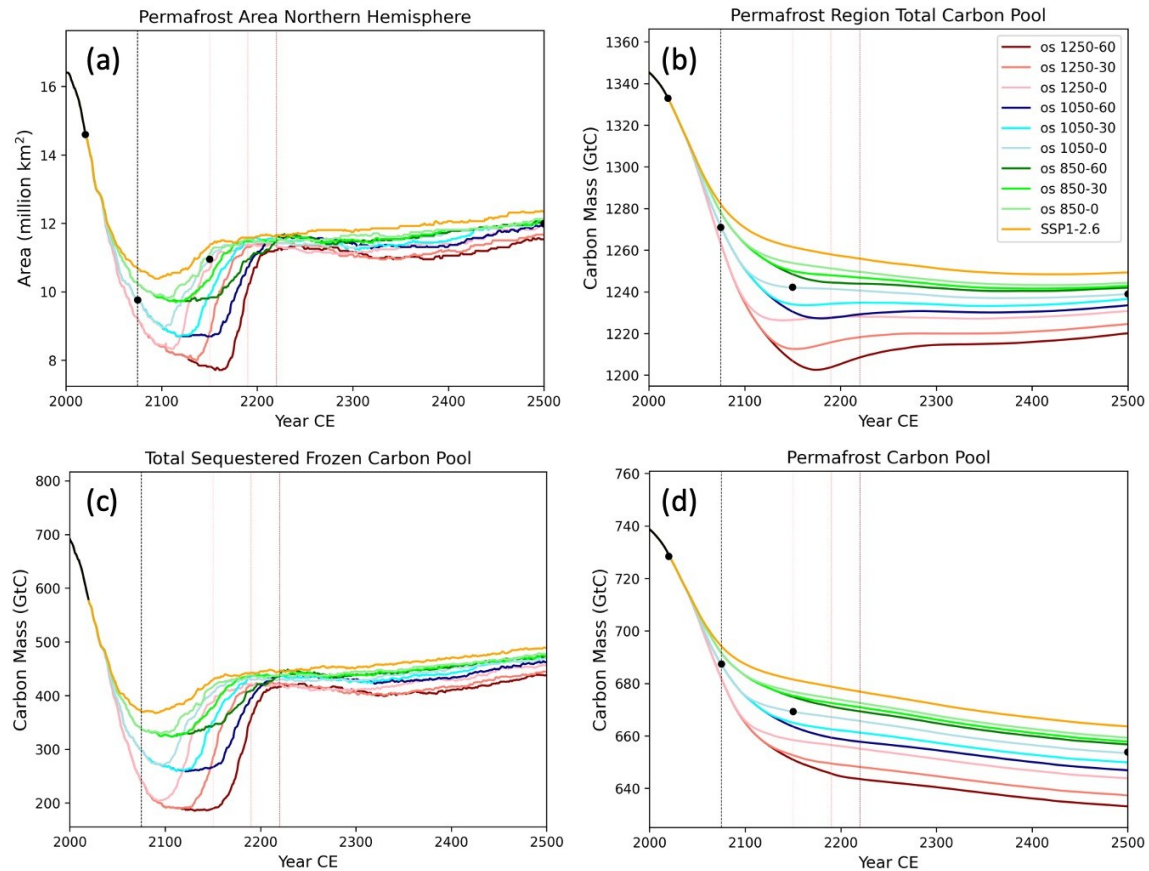 Permafrost Area Northern Hemisphere
(a)
16
14
12
10
8
Area (million km²)
2000 2100 2200 2300 2400 2500
Year CE
Permafrost Region Total Carbon Pool
(b)
1360
1340
1320
1300
1280
1260
1240
1220
1200
Carbon Mass (GtC)
os 1250-60
os 1250-30
os 1250-0
os 1050-60
os 1050-30
os 1050-0
os 850-60
os 850-30
os 850-0
SSP1-2.6
2000 2100 2200 2300 2400 2500
Year CE
Total Sequestered Frozen Carbon Pool
(c)
800
700
600
500
400
300
200
Carbon Mass (GtC)
2000 2100 2200 2300 2400 2500
Year CE
Permafrost Carbon Pool
(d)
760
740
720
700
680
660
640
Carbon Mass (GtC)
2000 2100 2200 2300 2400 2500
Year CE